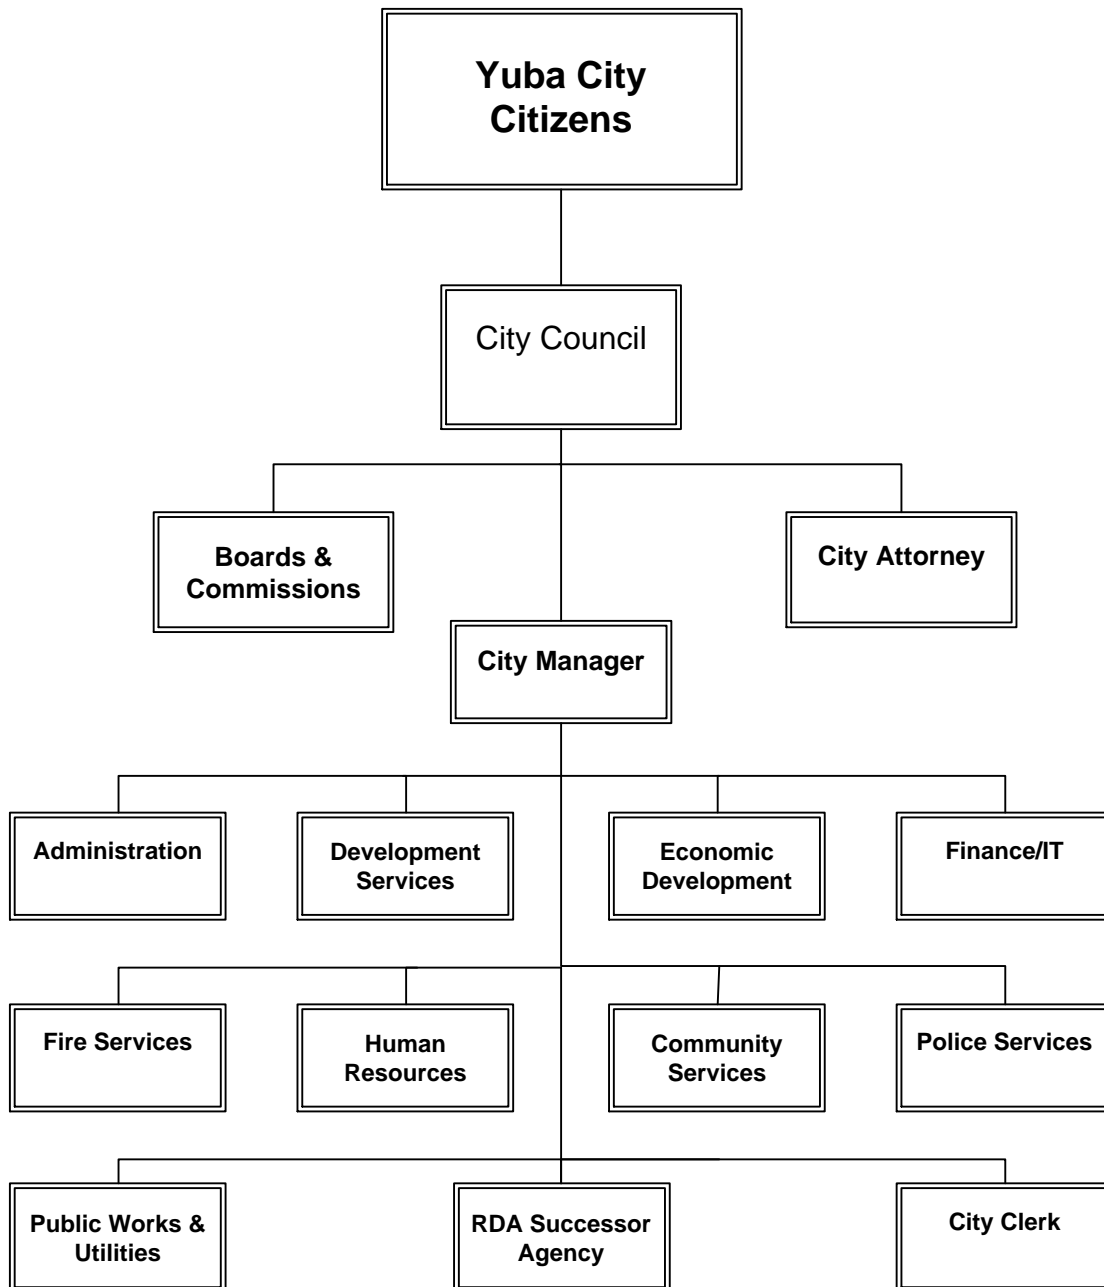 Yuba City
Citizens
City Council
Boards &
Commissions
City Attorney
City Manager
Administration
Development
Services
Economic
Development
Finance/IT
Fire Services
Human
Resources
Community
Services
Police Services
Public Works &
Utilities
RDA Successor
Agency
City Clerk